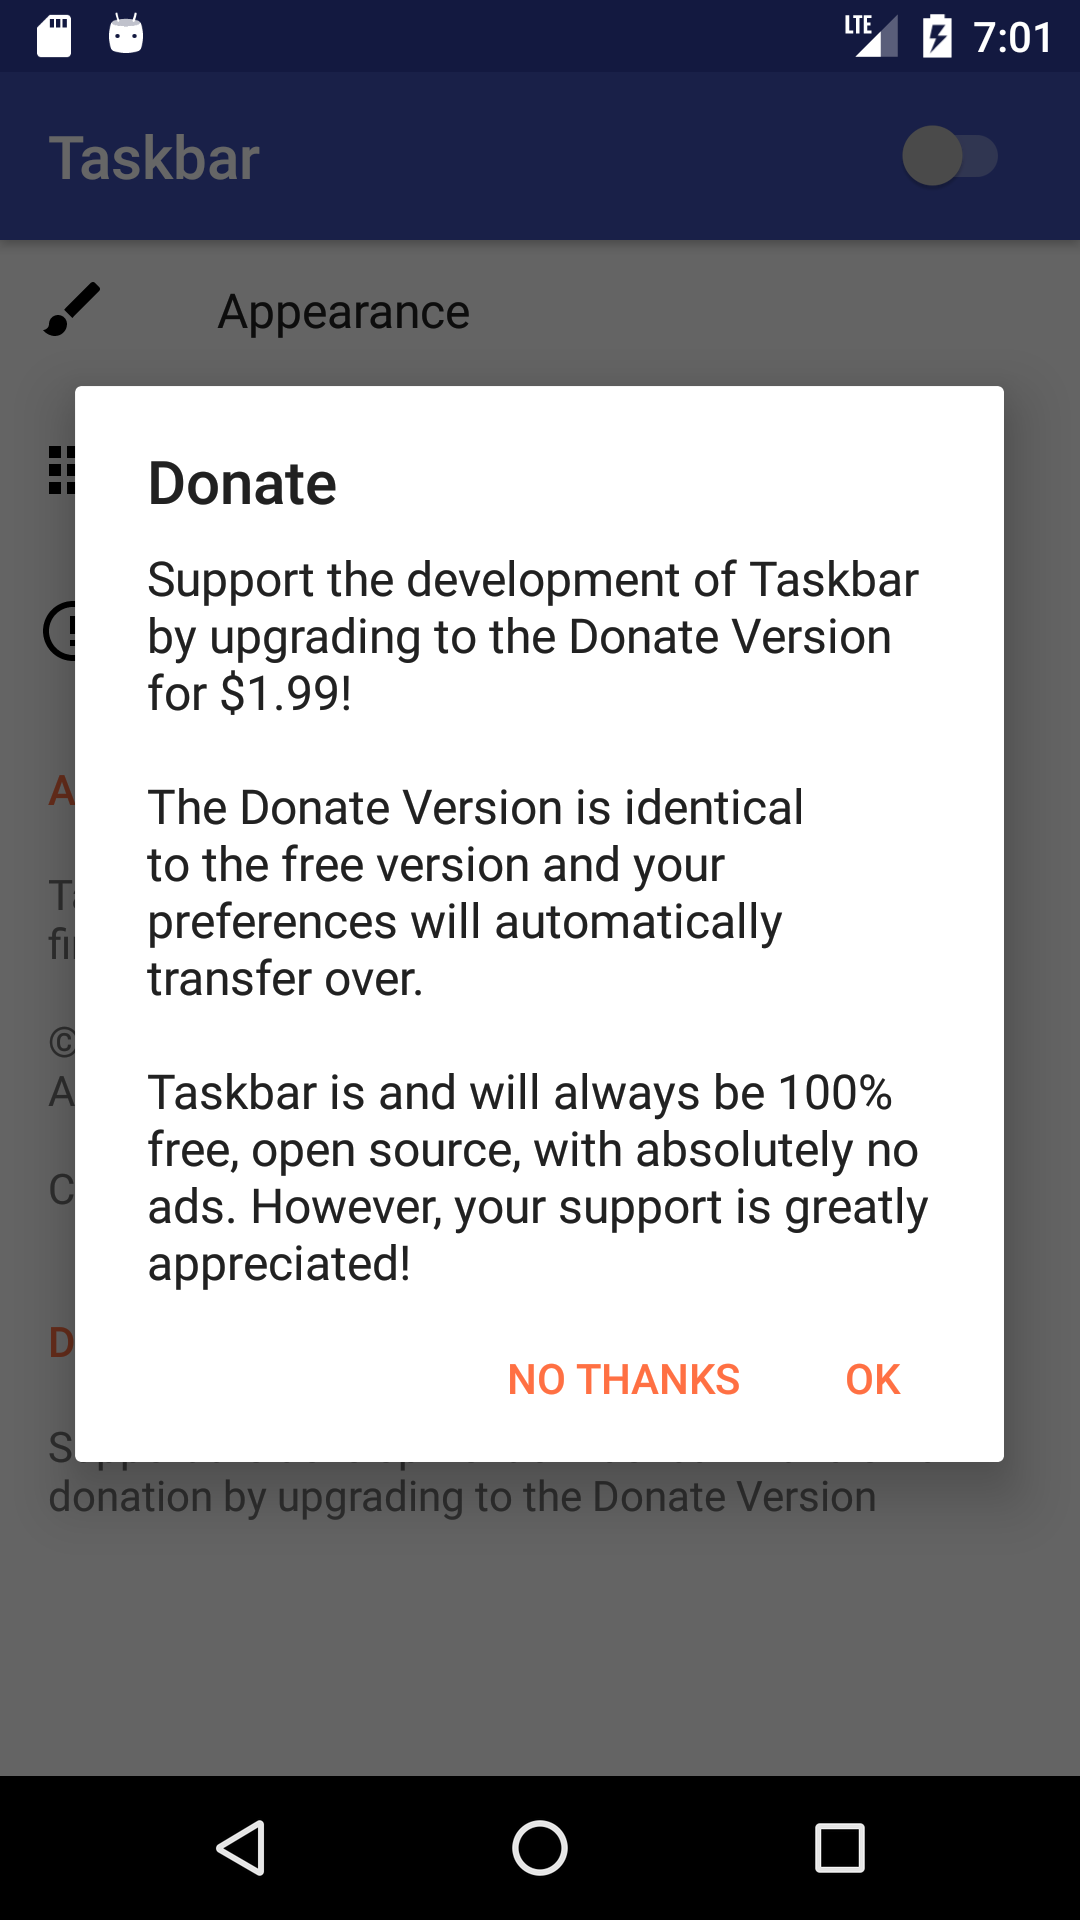 LTE 7:01
Taskbar
Appearance
Donate
Support the development of Taskbar
by upgrading to the Donate Version
for $1.99!
The Donate Version is identical
to the free version and your
preferences will automatically
transfer over.
Taskbar is and will always be 100%
free, open source, with absolutely no
ads. However, your support is greatly
appreciated!
NO THANKS OK
donation by upgrading to the Donate Version